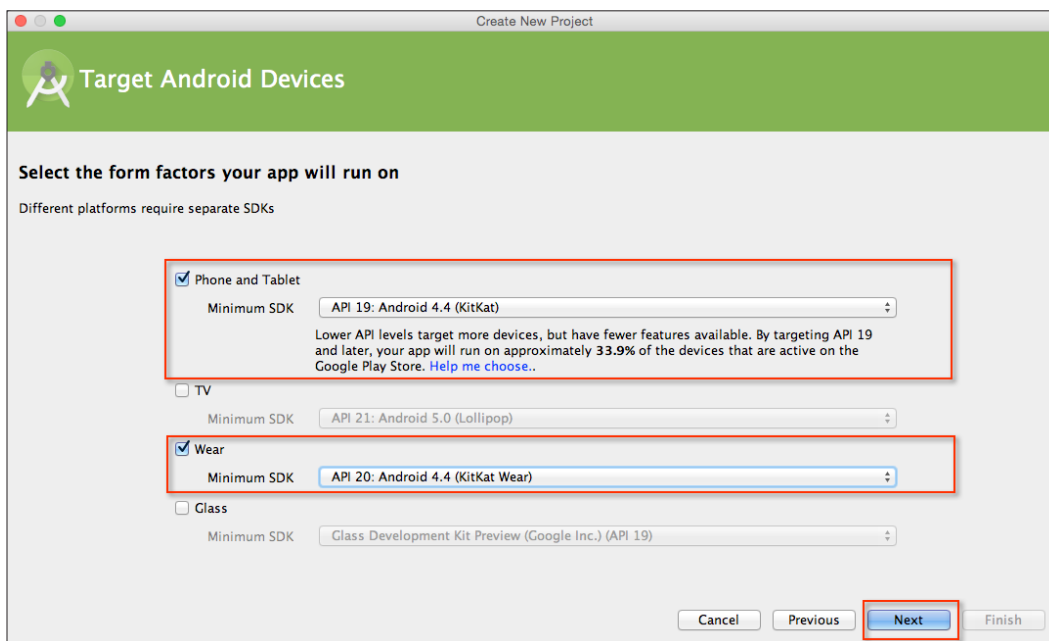 Create New Project
Target Android Devices
Select the form factors your app will run on
Different platforms require separate SDKs
Phone and Tablet
Minimum SDK API 19: Android 4.4 (KitKat)
Lower API levels target more devices, but have fewer features available. By targeting API 19
and later, your app will run on approximately 33.9% of the devices that are active on the
Google Play Store. Help me choose..
TV
Minimum SDK API 21: Android 5.0 (Lollipop)
Wear
Minimum SDK API 20: Android 4.4 (KitKat Wear)
Glass
Minimum SDK Glass Development Kit Preview (Google Inc.) (API 19)
Cancel Previous Next Finish